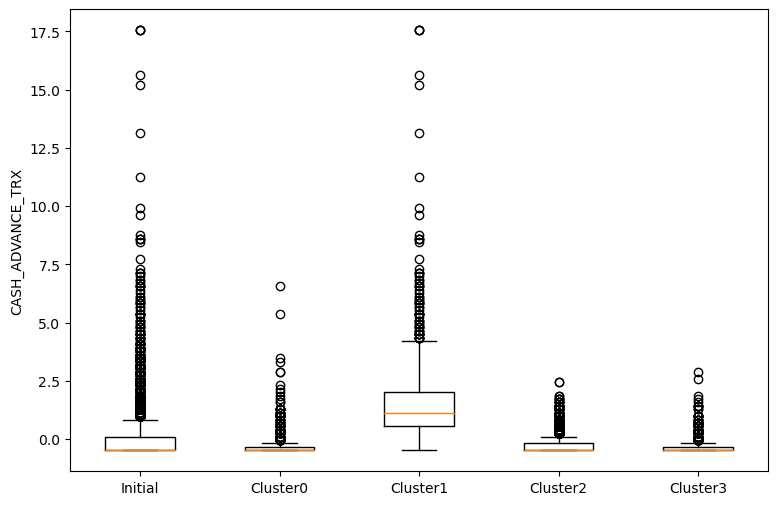 CASH_ADVANCE_TRX
17.5
15.0
12.5
10.0
7.5
5.0
2.5
0.0
Initial
Cluster0
Cluster1
Cluster2
Cluster3